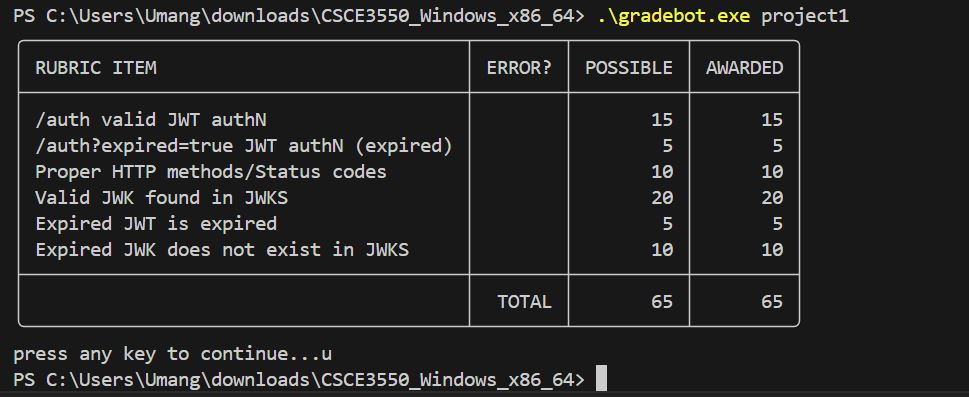 PS C:\Users\Umang\downloads\CSCE3550_Windows_x86_64> .\gradebot.exe project1
RUBRIC ITEM ERROR? POSSIBLE AWARDED
/auth valid JWT authN 15 15
/auth?expired=true JWT authN (expired) 5 5
Proper HTTP methods/Status codes 10 10
Valid JWK found in JWKS 20 20
Expired JWT is expired 5 5
Expired JWK does not exist in JWKS 10 10
TOTAL 65 65
press any key to continue...u
PS C:\Users\Umang\downloads\CSCE3550_Windows_x86_64>